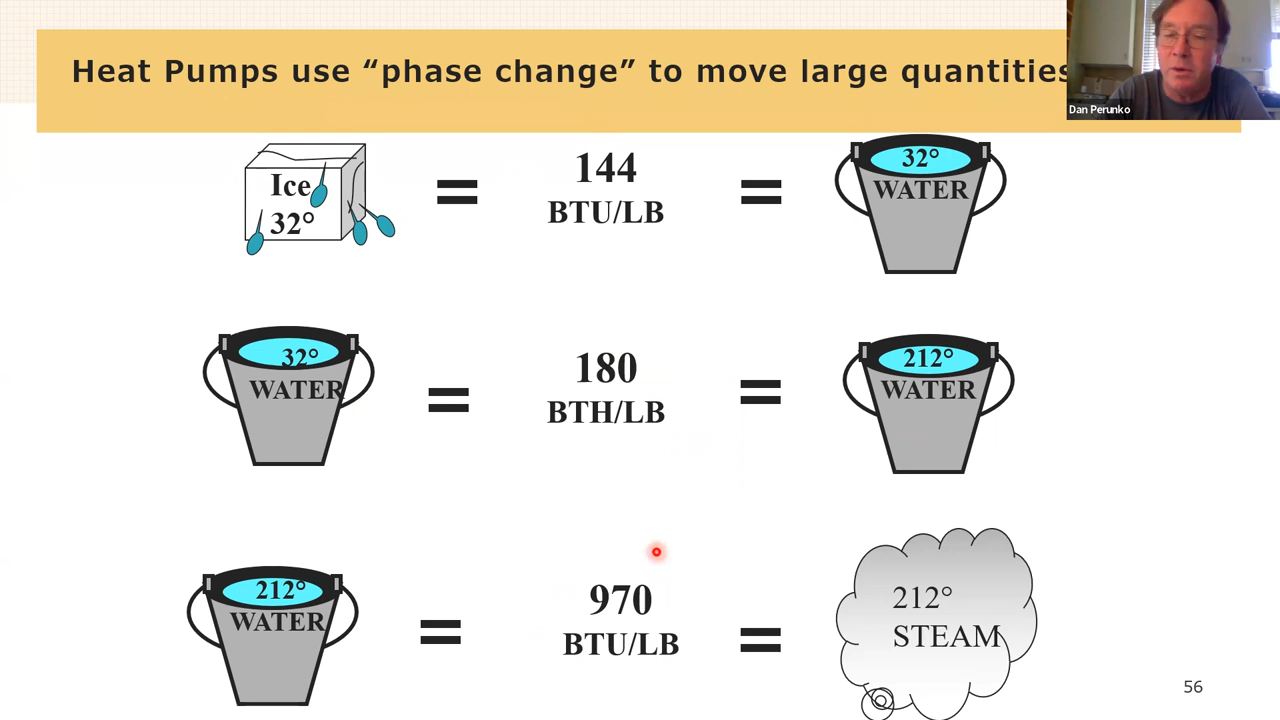 Heat Pumps use “phase change” to move large quantities
Dan Perunko
Ice
32°
=
144
BTU/LB
=
32°
WATER
32°
WATER
=
180
BTH/LB
=
212°
WATER
212°
WATER
=
970
BTU/LB
=
212°
STEAM
56